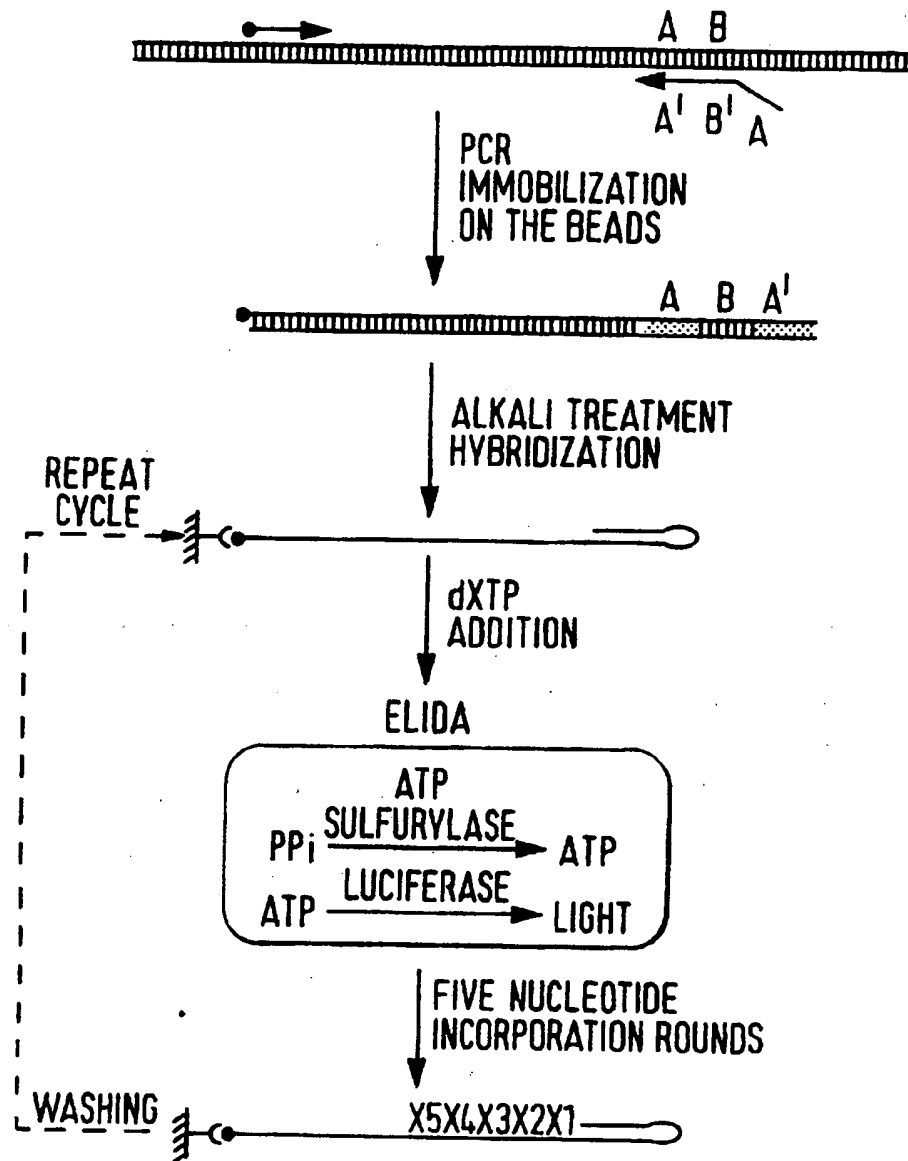 A B
A' B' A
PCR
IMMOBILIZATION
ON THE BEADS
A B A'
ALKALI TREATMENT
HYBRIDIZATION
REPEAT
CYCLE
dXTP
ADDITION
ELIDA
ATP
SULFURYLASE
PPi ATP
LUCIFERASE
ATP LIGHT
FIVE NUCLEOTIDE
INCORPORATION ROUNDS
WASHING
X5X4X3X2X1